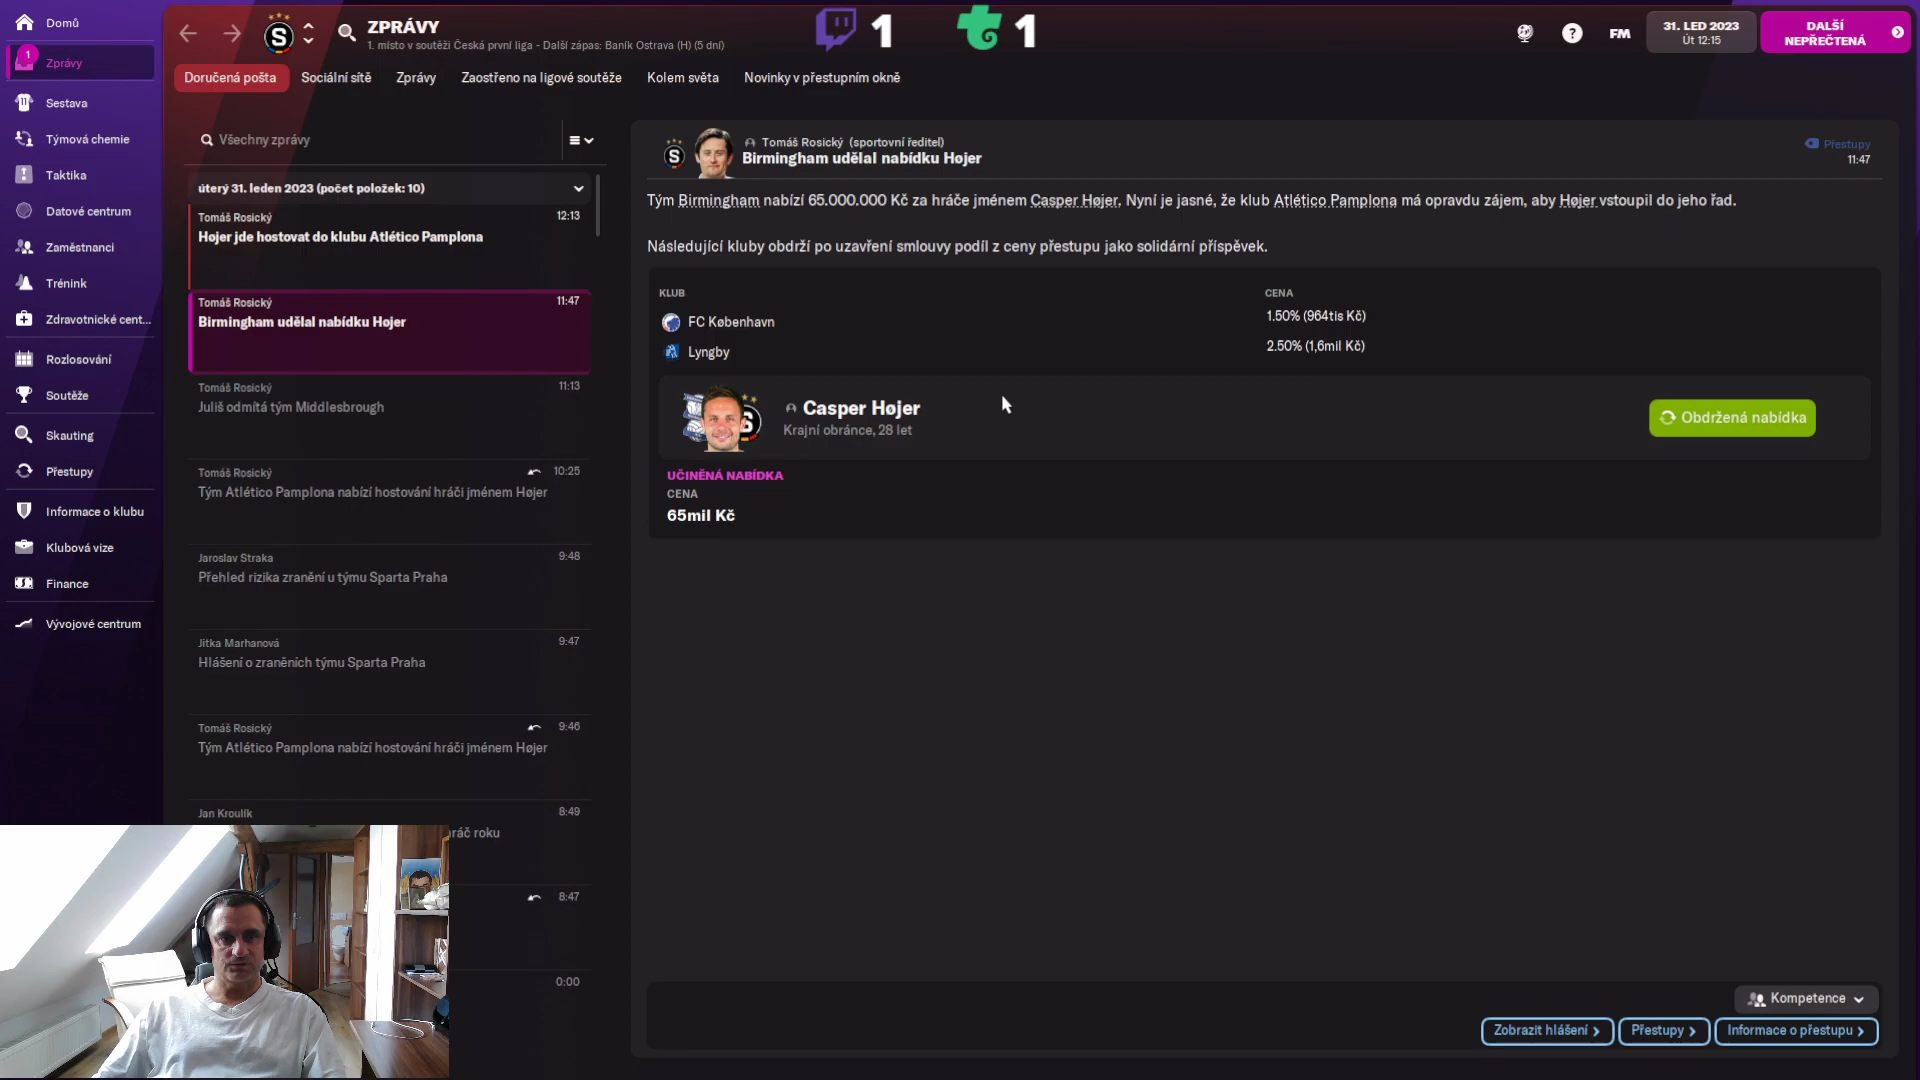 Domů
1
Zprávy
Sestava
Týmová chemie
Taktika
Datové centrum
Zaměstnanci
Trénink
Zdravotnické cent...
Rozlosování
Soutěže
Skauting
Přestupy
Informace o klubu
Klubová vize
Finance
Vývojové centrum
ZPRÁVY
1. místo v soutěži Česká první liga - Další zápas: Baník Ostrava (H) (5 dní)
1
1
FM
31. LED 2023
Út 12:15
DALŠÍ
NEPŘEČTENÁ
Doručená pošta
Sociální sítě
Zprávy
Zaostřeno na ligové soutěže
Kolem světa
Novinky v přestupním okně
Všechny zprávy
úterý 31. leden 2023 (počet položek: 10)
Tomáš Rosický 12:13
Højer jde hostovat do klubu Atlético Pamplona
Tomáš Rosický 11:47
Birmingham udělal nabídku Højer
Tomáš Rosický 11:13
Juliš odmítá tým Middlesbrough
Tomáš Rosický 10:25
Tým Atlético Pamplona nabízí hostování hráči jménem Højer
Jaroslav Straka 9:48
Přehled rizika zranění u týmu Sparta Praha
Jitka Marhanová 9:47
Hlášení o zraněních týmu Sparta Praha
Tomáš Rosický 9:46
Tým Atlético Pamplona nabízí hostování hráči jménem Højer
Jan Kroulík 8:49
hráč roku
8:47
0:00
Tomáš Rosický (sportovní ředitel)
Birmingham udělal nabídku Højer
Přestupy
11:47
Tým Birmingham nabízí 65.000.000 Kč za hráče jménem Casper Højer. Nyní je jasné, že klub Atlético Pamplona má opravdu zájem, aby Højer vstoupil do jeho řad.
Následující kluby obdrží po uzavření smlouvy podíl z ceny přestupu jako solidární příspěvek.
KLUB CENA
FC København 1.50% (964tis Kč)
Lyngby 2.50% (1,6mil Kč)
Casper Højer
Krajní obránce, 28 let
Obdržená nabídka
UČINĚNÁ NABÍDKA
CENA
65mil Kč
Kompetence
Zobrazit hlášení
Přestupy
Informace o přestupu